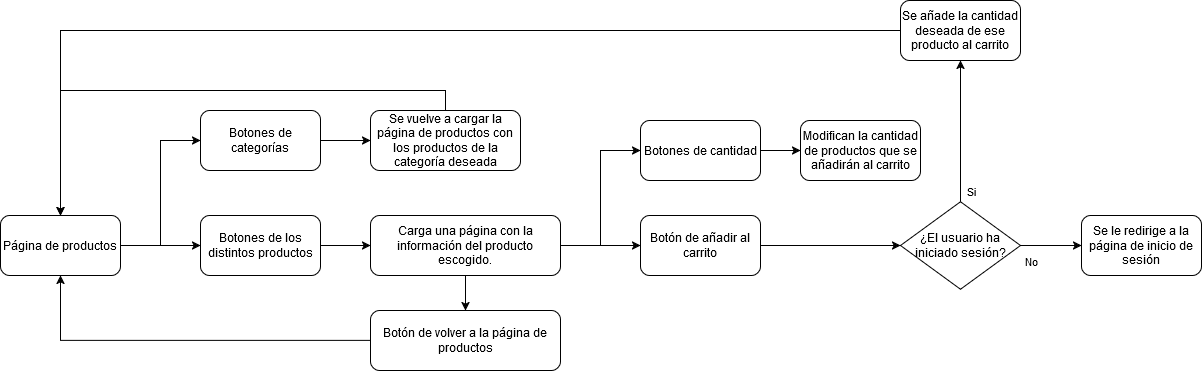 Se añade la cantidad
deseada de ese
producto al carrito
Botones de
categorías
Se vuelve a cargar la
página de productos con
los productos de la
categoría deseada
Botones de cantidad
Modifican la cantidad
de productos que se
añadirán al carrito
Si
Página de productos
Botones de los
distintos productos
Carga una página con la
información del producto
escogido.
Botón de añadir al
carrito
¿El usuario ha
iniciado sesión?
No
Se le redirige a la
página de inicio de
sesión
Botón de volver a la página de
productos